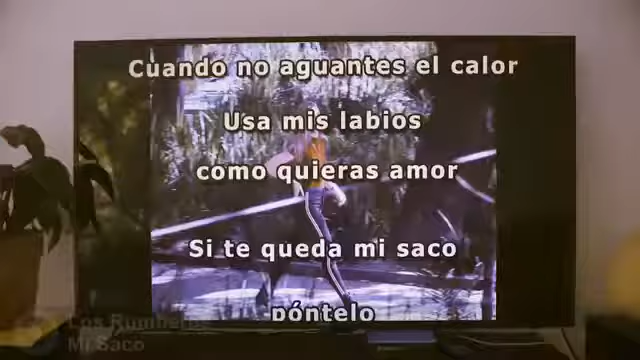 Cuando no aguantes el calor
Usa mis labios
como quieras amor
Si te queda mi saco
póntelo
Los Rumberos
Mi Saco